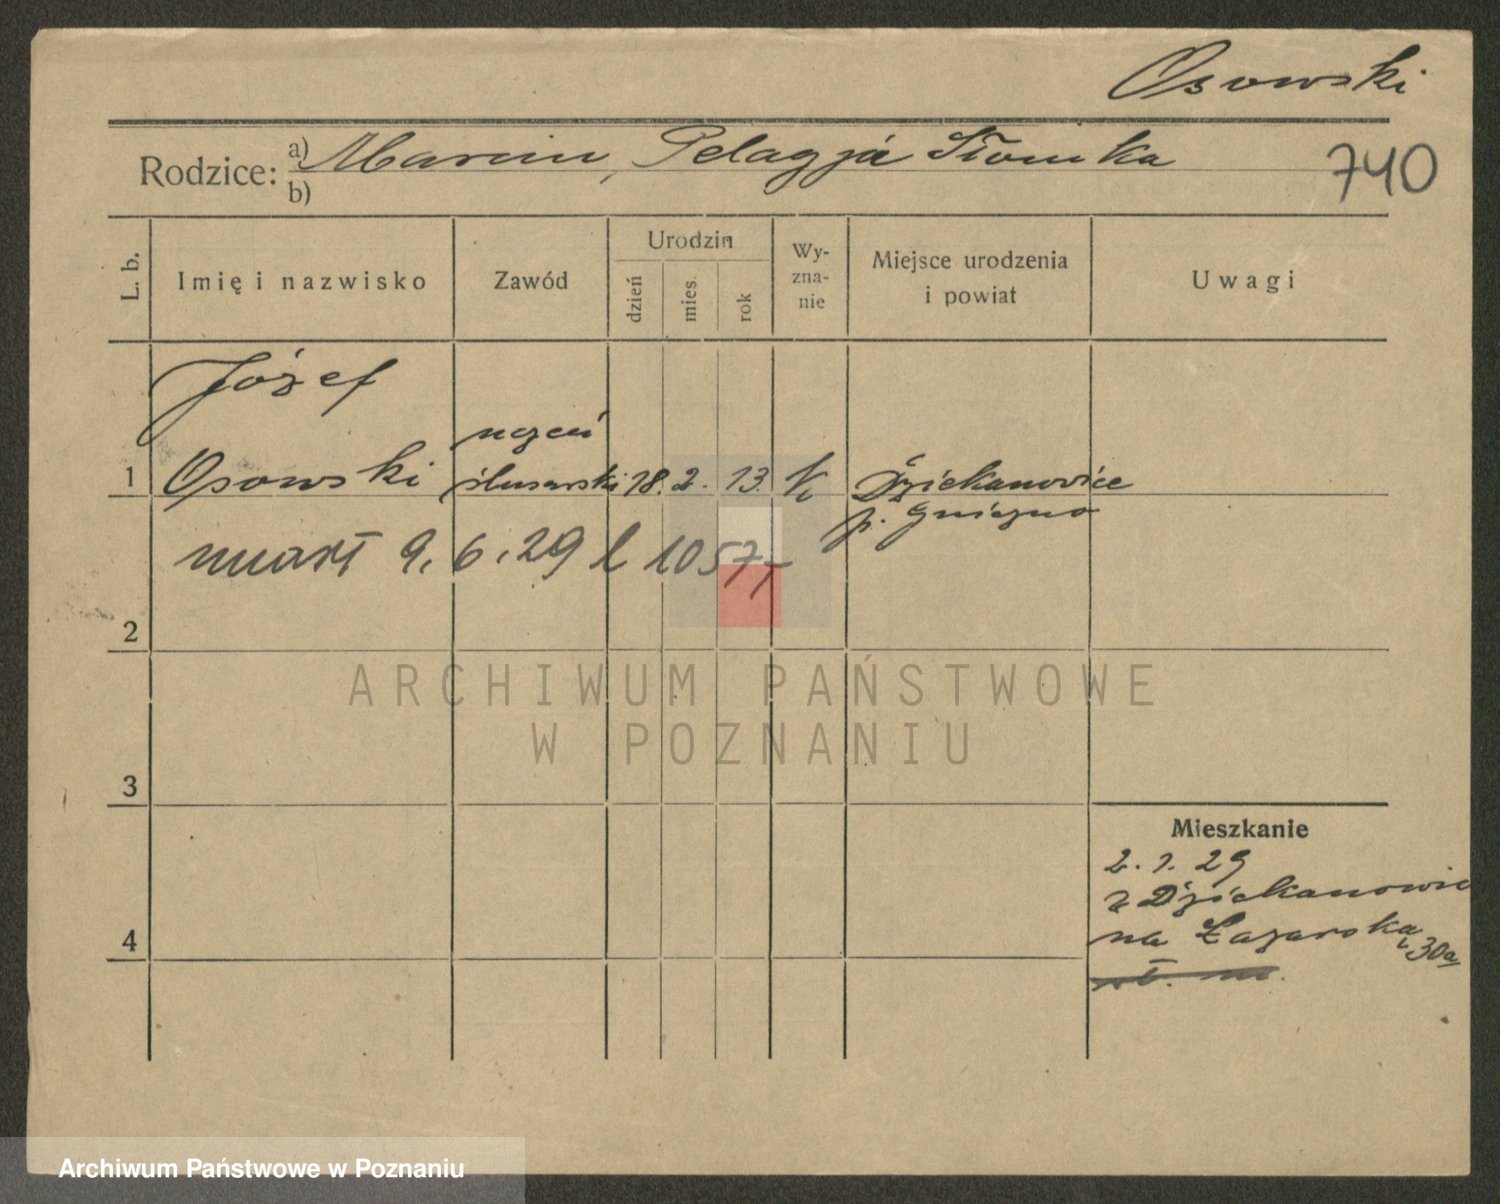 Osowski
Rodzice: a) Marcin, Pelagja Słomka
b)
740
L. b.
Imię i nazwisko
Zawód
Urodzin
dzień
mies.
rok
Wy-
zna-
nie
Miejsce urodzenia
i powiat
Uwagi
Józef
uczeń
1 Osowski ślusarski 18. 2. 13. k Dziekanowice
p. Gniezno
umarł 9.6.29 l 1057
2
3
4
Mieszkanie
2. 1. 29
z Dziekanowic
na Łazarska
30a
st. m.
ARCHIWUM PAŃSTWOWE
W POZNANIU
Archiwum Państwowe w Poznaniu